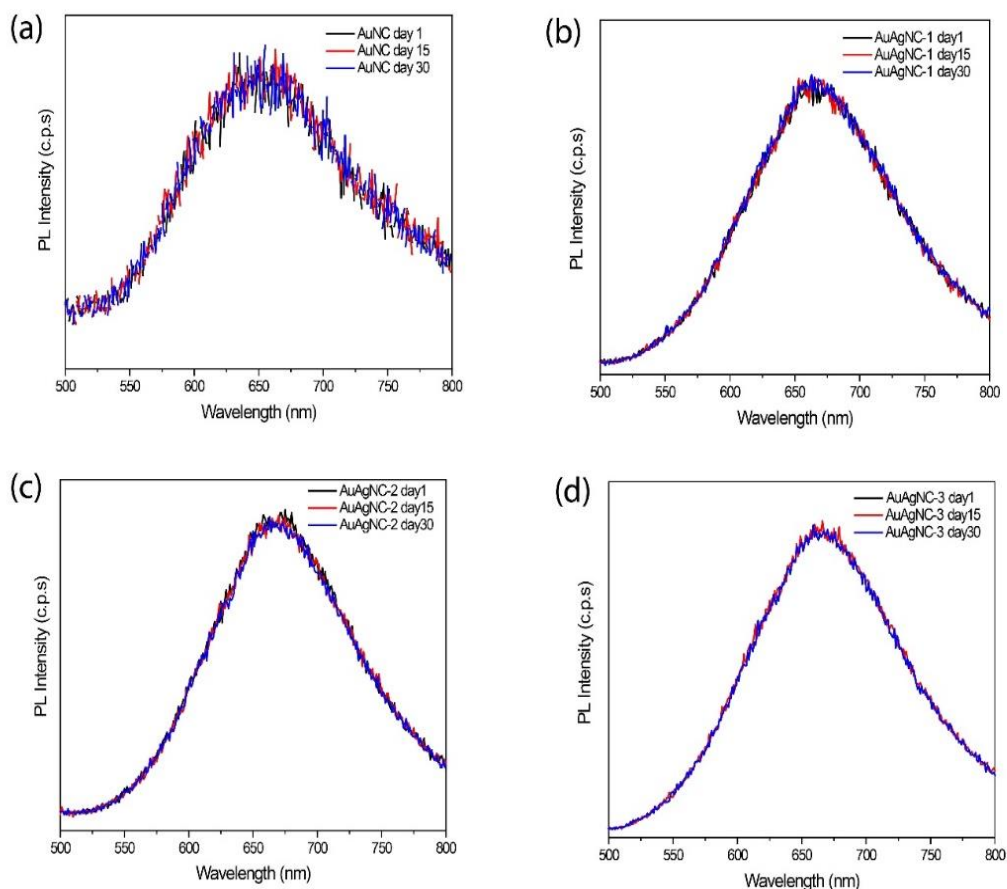 (a)
AuNC day 1
AuNC day 15
AuNC day 30
PL Intensity (c.p.s)
500 550 600 650 700 750 800
Wavelength (nm)
(b)
AuAgNC-1 day1
AuAgNC-1 day15
AuAgNC-1 day30
PL Intensity (c.p.s)
500 550 600 650 700 750 800
Wavelength (nm)
(c)
AuAgNC-2 day1
AuAgNC-2 day15
AuAgNC-2 day30
PL Intensity (c.p.s)
500 550 600 650 700 750 800
Wavelength (nm)
(d)
AuAgNC-3 day1
AuAgNC-3 day15
AuAgNC-3 day30
PL Intensity (c.p.s)
500 550 600 650 700 750 800
Wavelength (nm)